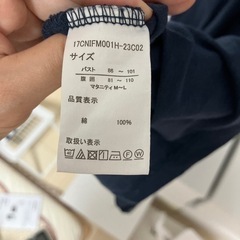 17CNIFM001H-23C02
サイズ
バスト 86 ～ 101
腹囲 81 ～ 110
マタニティ M～L
品質表示
綿 100%
取り扱い表示